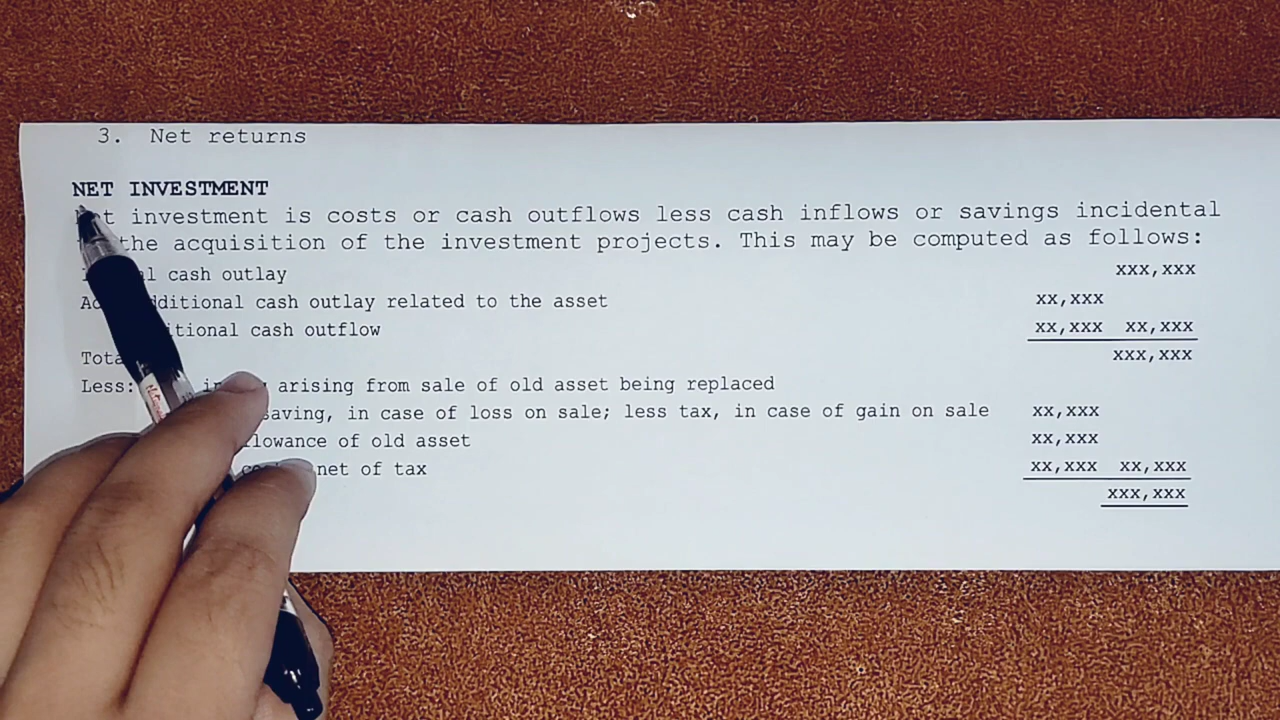 3. Net returns
NET INVESTMENT
investment is costs or cash outflows less cash inflows or savings incidental
the acquisition of the investment projects. This may be computed as follows:
cash outlay xxx,xxx
additional cash outlay related to the asset xx,xxx
cash outflow xx,xxx xx,xxx
xxx,xxx
Less: arising from sale of old asset being replaced
saving, in case of loss on sale; less tax, in case of gain on sale xx,xxx
of old asset xx,xxx
net of tax xx,xxx xx,xxx
xxx,xxx